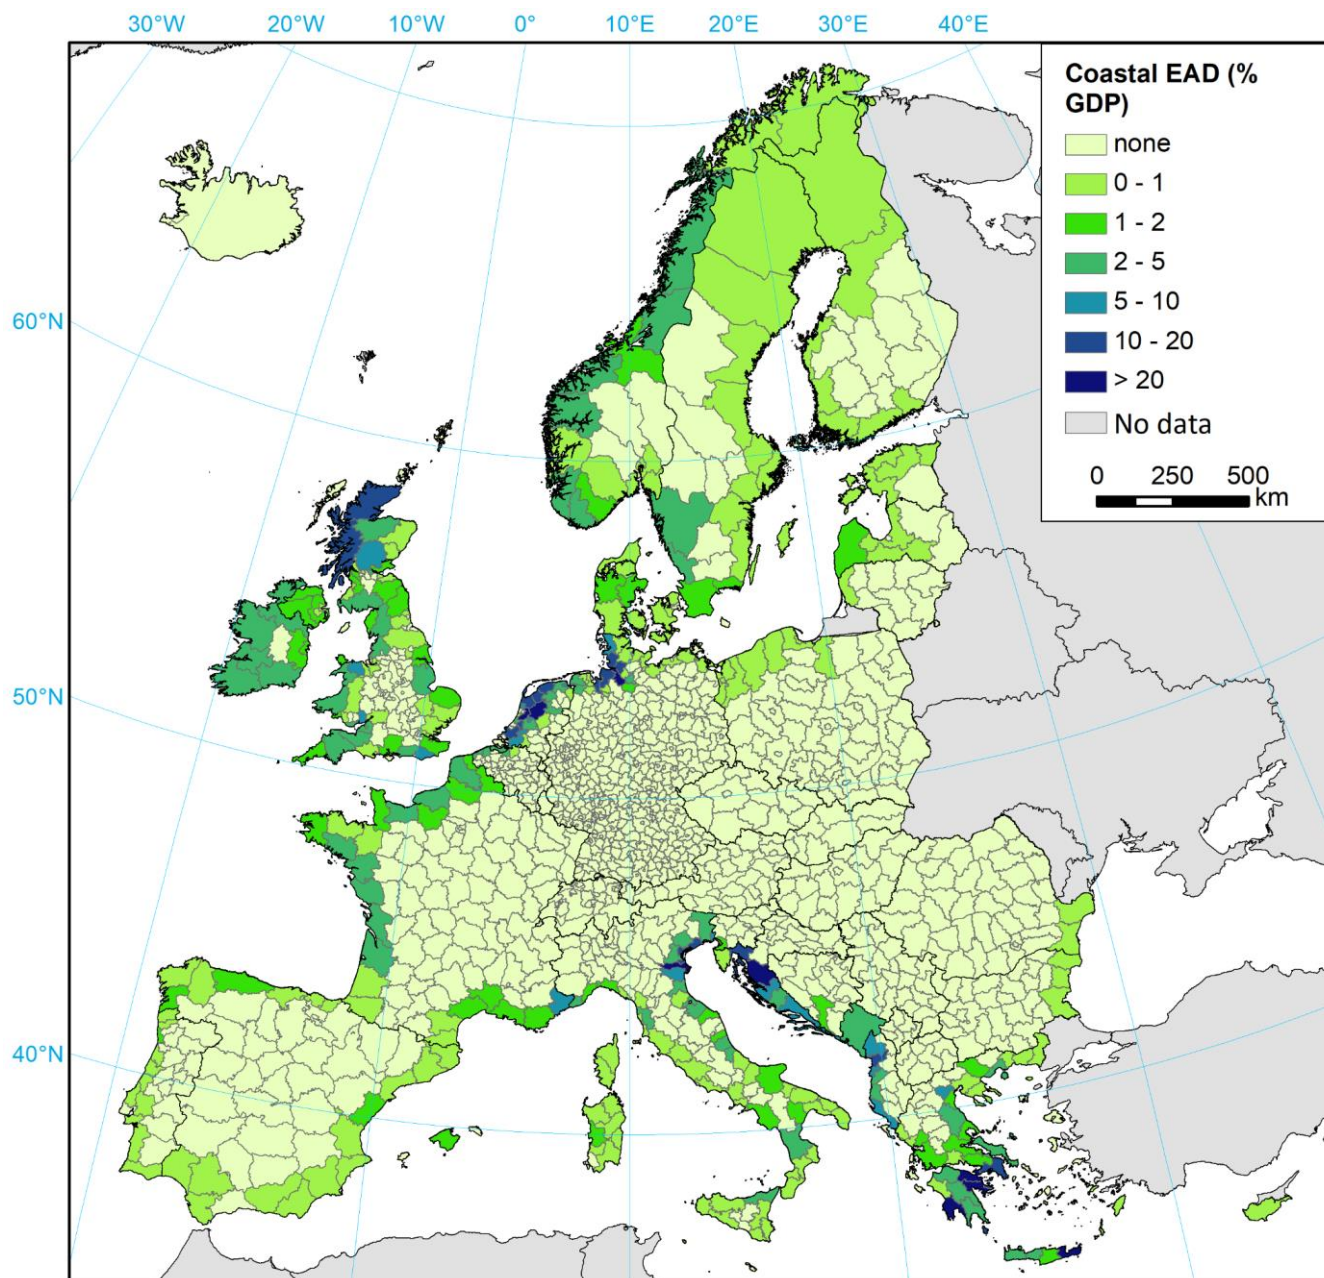 30°W 20°W 10°W 0° 10°E 20°E 30°E 40°E
Coastal EAD (%
GDP)
none
0 - 1
1 - 2
2 - 5
5 - 10
10 - 20
> 20
No data
0 250 500
km
60°N
50°N
40°N